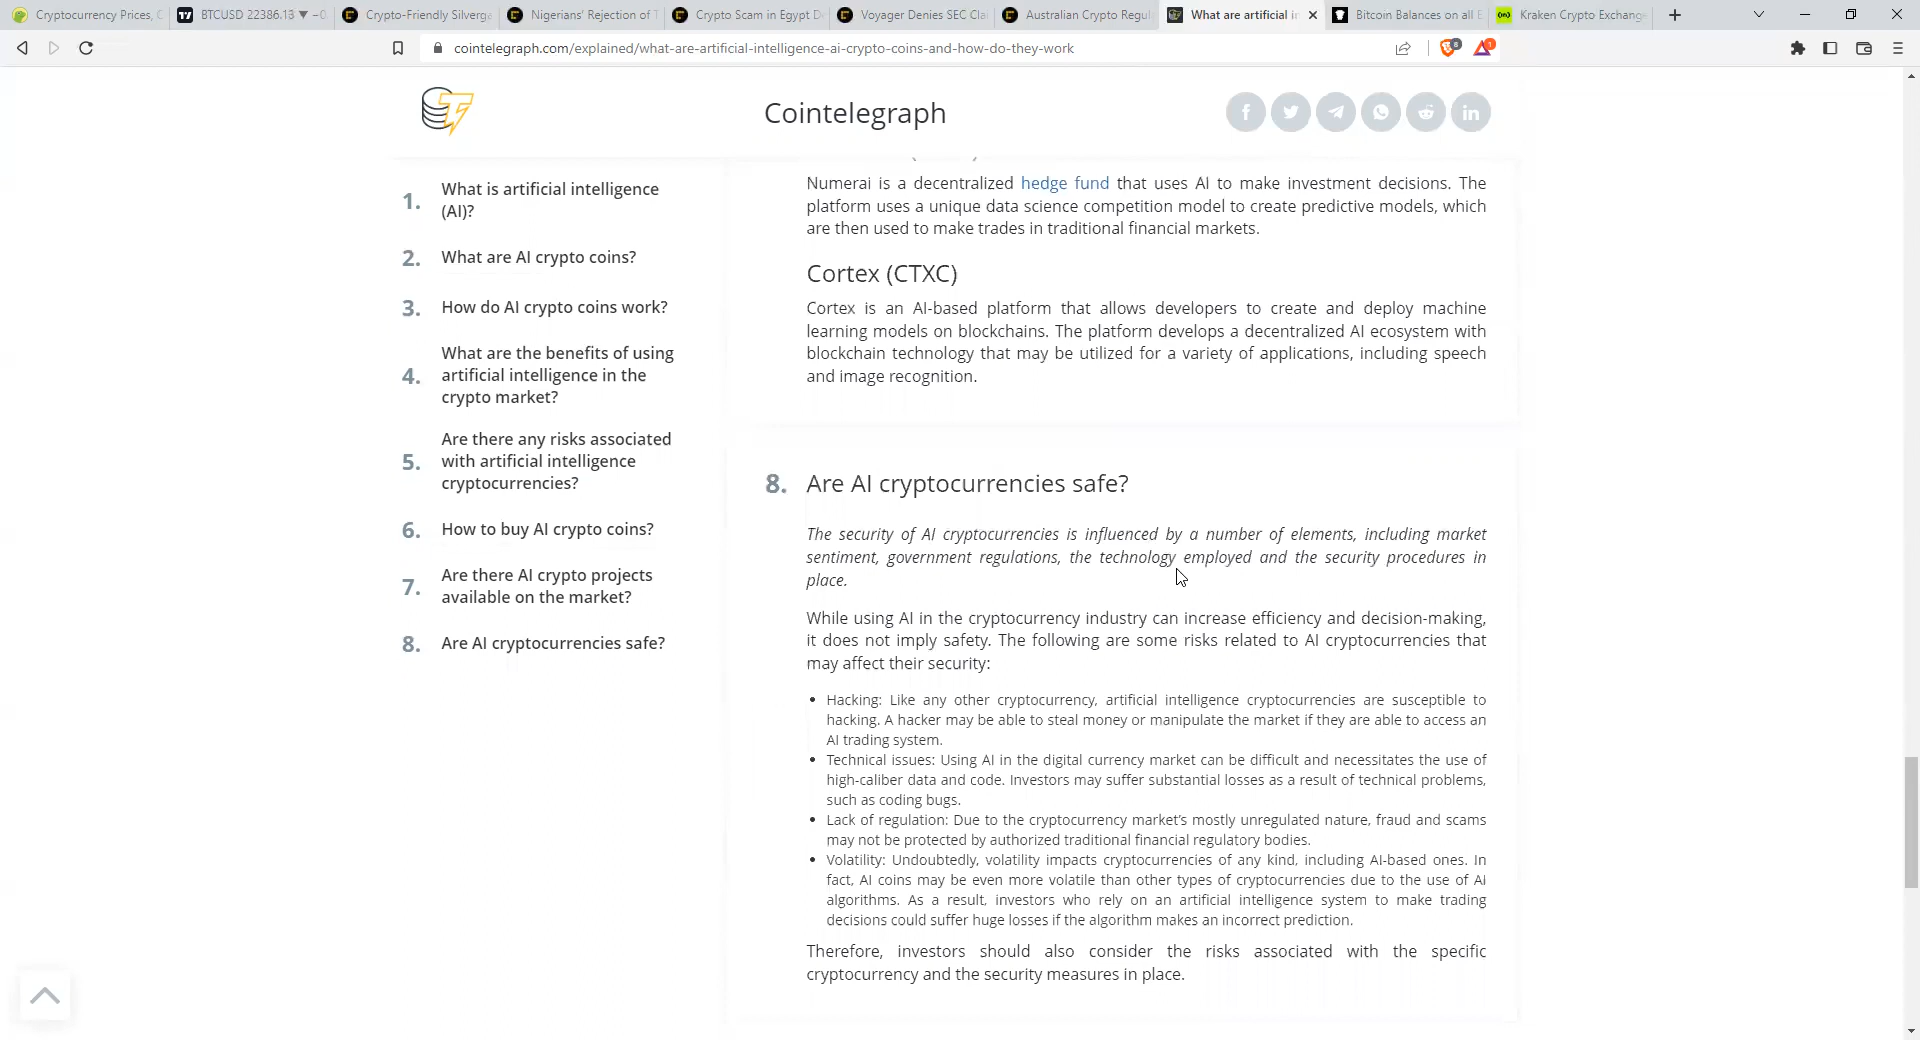 Cryptocurrency Prices, C
BTCUSD 22386.13 ▼ −0.
Crypto-Friendly Silverga
Nigerians' Rejection of T
Crypto Scam in Egypt D
Voyager Denies SEC Cla
Australian Crypto Regul
What are artificial in
Bitcoin Balances on all E
Kraken Crypto Exchang
cointelegraph.com/explained/what-are-artificial-intelligence-ai-crypto-coins-and-how-do-they-work
8
1
Cointelegraph
1. What is artificial intelligence
(AI)?
2. What are AI crypto coins?
3. How do AI crypto coins work?
4. What are the benefits of using
artificial intelligence in the
crypto market?
5. Are there any risks associated
with artificial intelligence
cryptocurrencies?
6. How to buy AI crypto coins?
7. Are there AI crypto projects
available on the market?
8. Are AI cryptocurrencies safe?
Numerai is a decentralized hedge fund that uses AI to make investment decisions. The
platform uses a unique data science competition model to create predictive models, which
are then used to make trades in traditional financial markets.
Cortex (CTXC)
Cortex is an AI-based platform that allows developers to create and deploy machine
learning models on blockchains. The platform develops a decentralized AI ecosystem with
blockchain technology that may be utilized for a variety of applications, including speech
and image recognition.
8. Are AI cryptocurrencies safe?
The security of AI cryptocurrencies is influenced by a number of elements, including market
sentiment, government regulations, the technology employed and the security procedures in
place.
While using AI in the cryptocurrency industry can increase efficiency and decision-making,
it does not imply safety. The following are some risks related to AI cryptocurrencies that
may affect their security:
• Hacking: Like any other cryptocurrency, artificial intelligence cryptocurrencies are susceptible to
hacking. A hacker may be able to steal money or manipulate the market if they are able to access an
AI trading system.
• Technical issues: Using AI in the digital currency market can be difficult and necessitates the use of
high-caliber data and code. Investors may suffer substantial losses as a result of technical problems,
such as coding bugs.
• Lack of regulation: Due to the cryptocurrency market's mostly unregulated nature, fraud and scams
may not be protected by authorized traditional financial regulatory bodies.
• Volatility: Undoubtedly, volatility impacts cryptocurrencies of any kind, including AI-based ones. In
fact, AI coins may be even more volatile than other types of cryptocurrencies due to the use of AI
algorithms. As a result, investors who rely on an artificial intelligence system to make trading
decisions could suffer huge losses if the algorithm makes an incorrect prediction.
Therefore, investors should also consider the risks associated with the specific
cryptocurrency and the security measures in place.